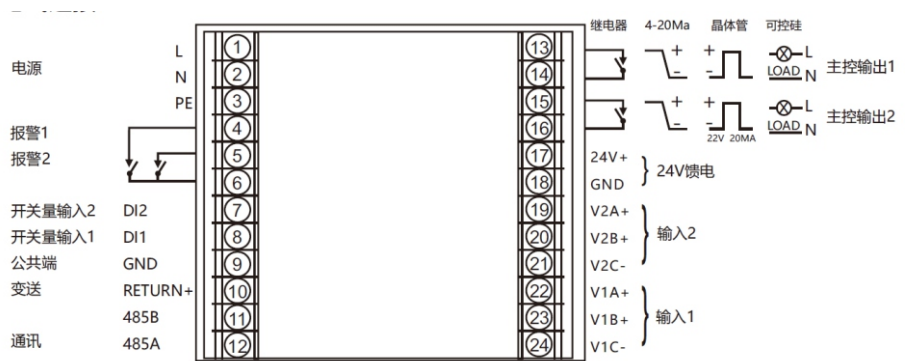 继电器 4-20Ma 晶体管 可控硅
电源
L
N
PE
报警1
报警2
开关量输入2 DI2
开关量输入1 DI1
公共端 GND
变送 RETURN+
485B
通讯 485A
1
2
3
4
5
6
7
8
9
10
11
12
13
14
15
16
17
18
19
20
21
22
23
24
+ - + - L LOAD N 主控输出1
+ - + - L LOAD N 主控输出2
22V 20MA
24V+
GND
24V馈电
V2A+
V2B+
V2C-
输入2
V1A+
V1B+
V1C-
输入1